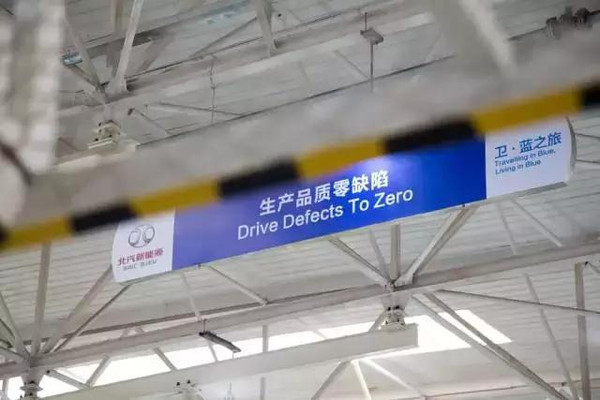 生产品质零缺陷
Drive Defects To Zero
卫·蓝之旅
Travelling in Blue,
Living in Blue
北汽新能源
BAIC BJEV